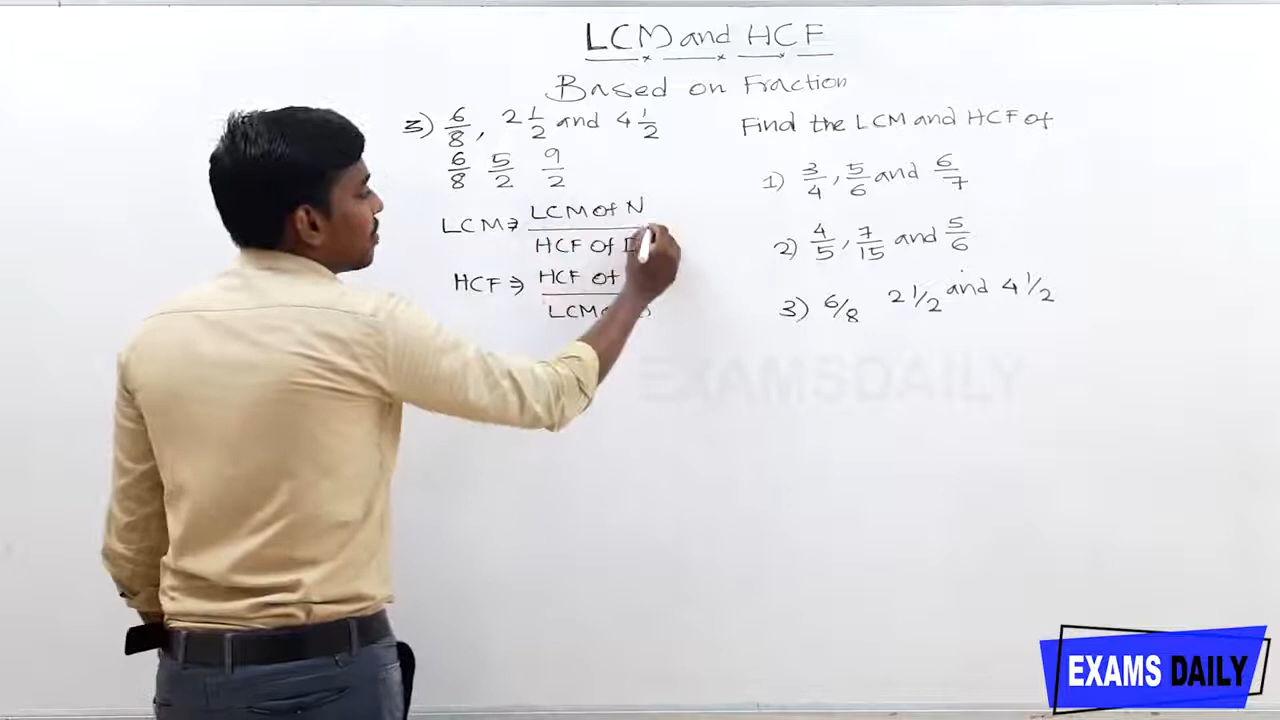 LCM and HCF
Based on Fraction
3) 6/8, 2 1/2 and 4 1/2
6/8 5/2 9/2
LCM ⇒ LCM of N
HCF of D
HCF ⇒ HCF of
LCM
Find the LCM and HCF of
1) 3/4, 5/6 and 6/7
2) 4/5, 7/15 and 5/6
3) 6/8 2 1/2 and 4 1/2
EXAMSDAILY
EXAMS DAILY